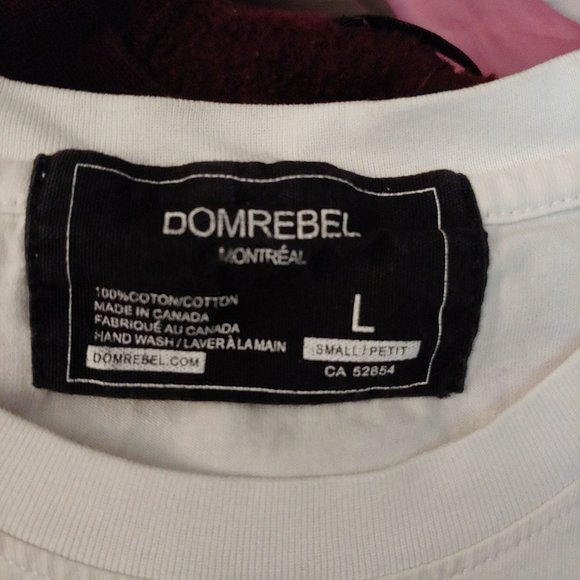 DOMREBEL
MONTRÉAL
100%COTON/COTTON
MADE IN CANADA
FABRIQUÉ AU CANADA
HAND WASH / LAVER À LA MAIN
DOMREBEL.COM
L
SMALL / PETIT
CA 52854